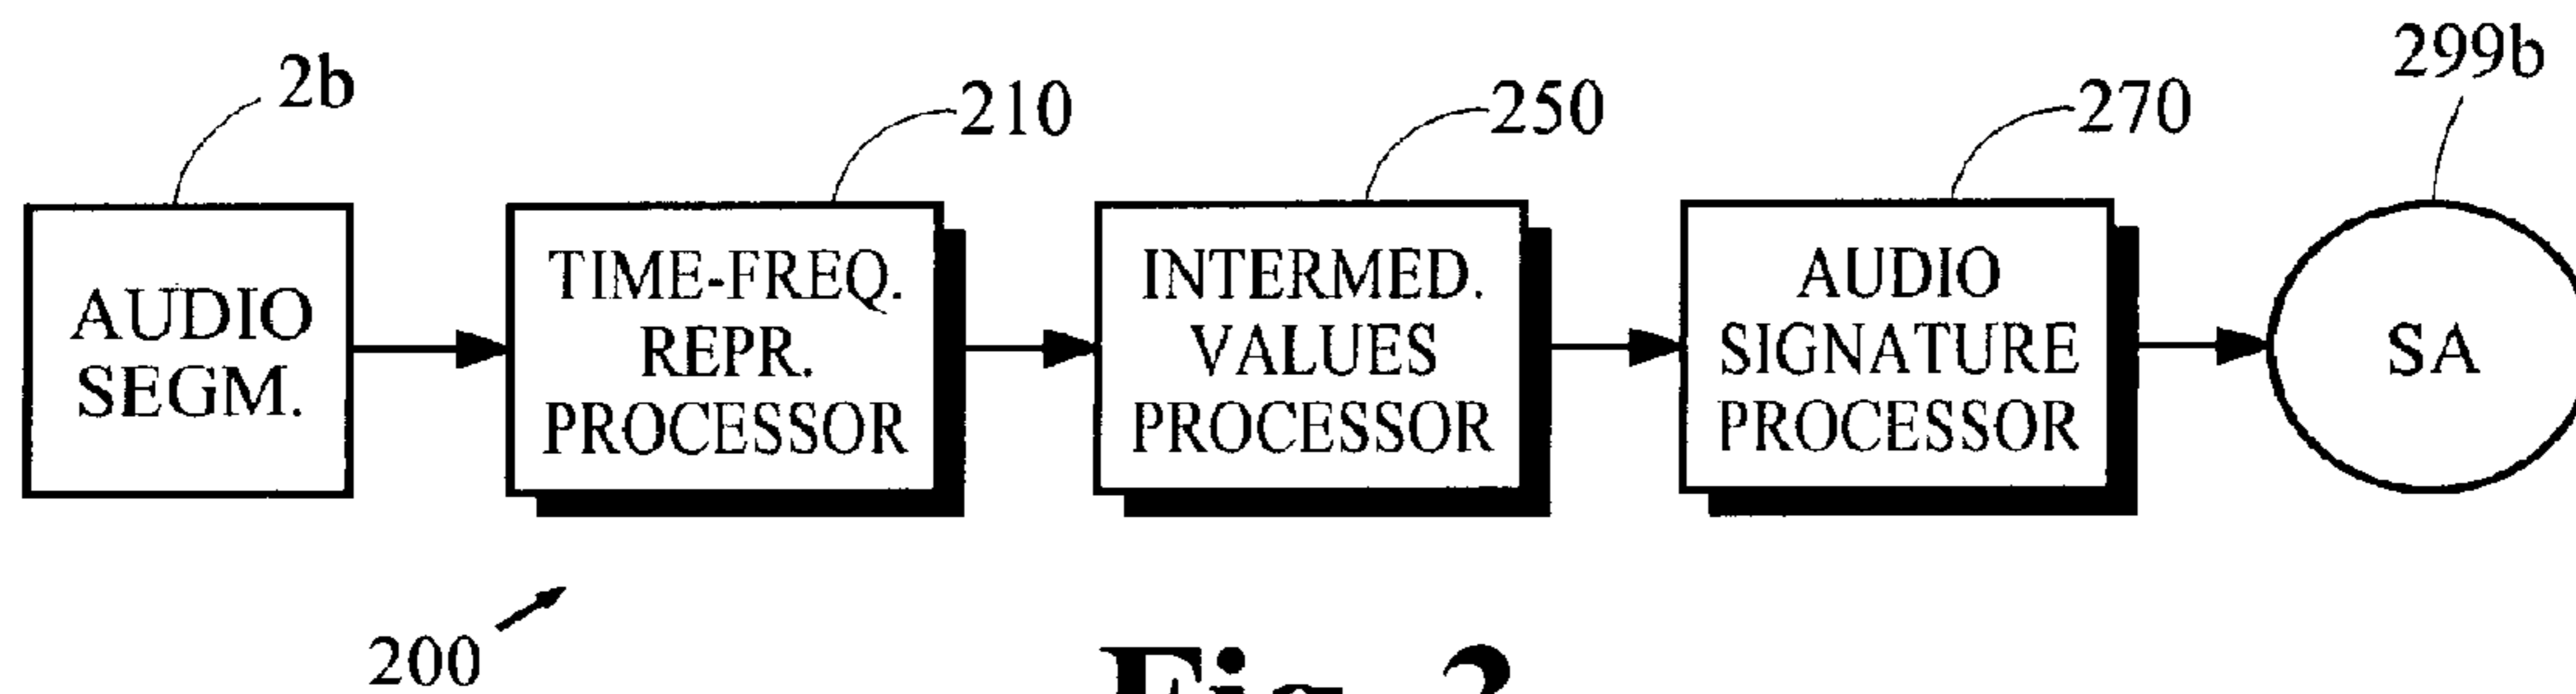 2b
210
250
270
299b
AUDIO
SEGM.
TIME-FREQ.
REPR.
PROCESSOR
INTERMED.
VALUES
PROCESSOR
AUDIO
SIGNATURE
PROCESSOR
SA
200